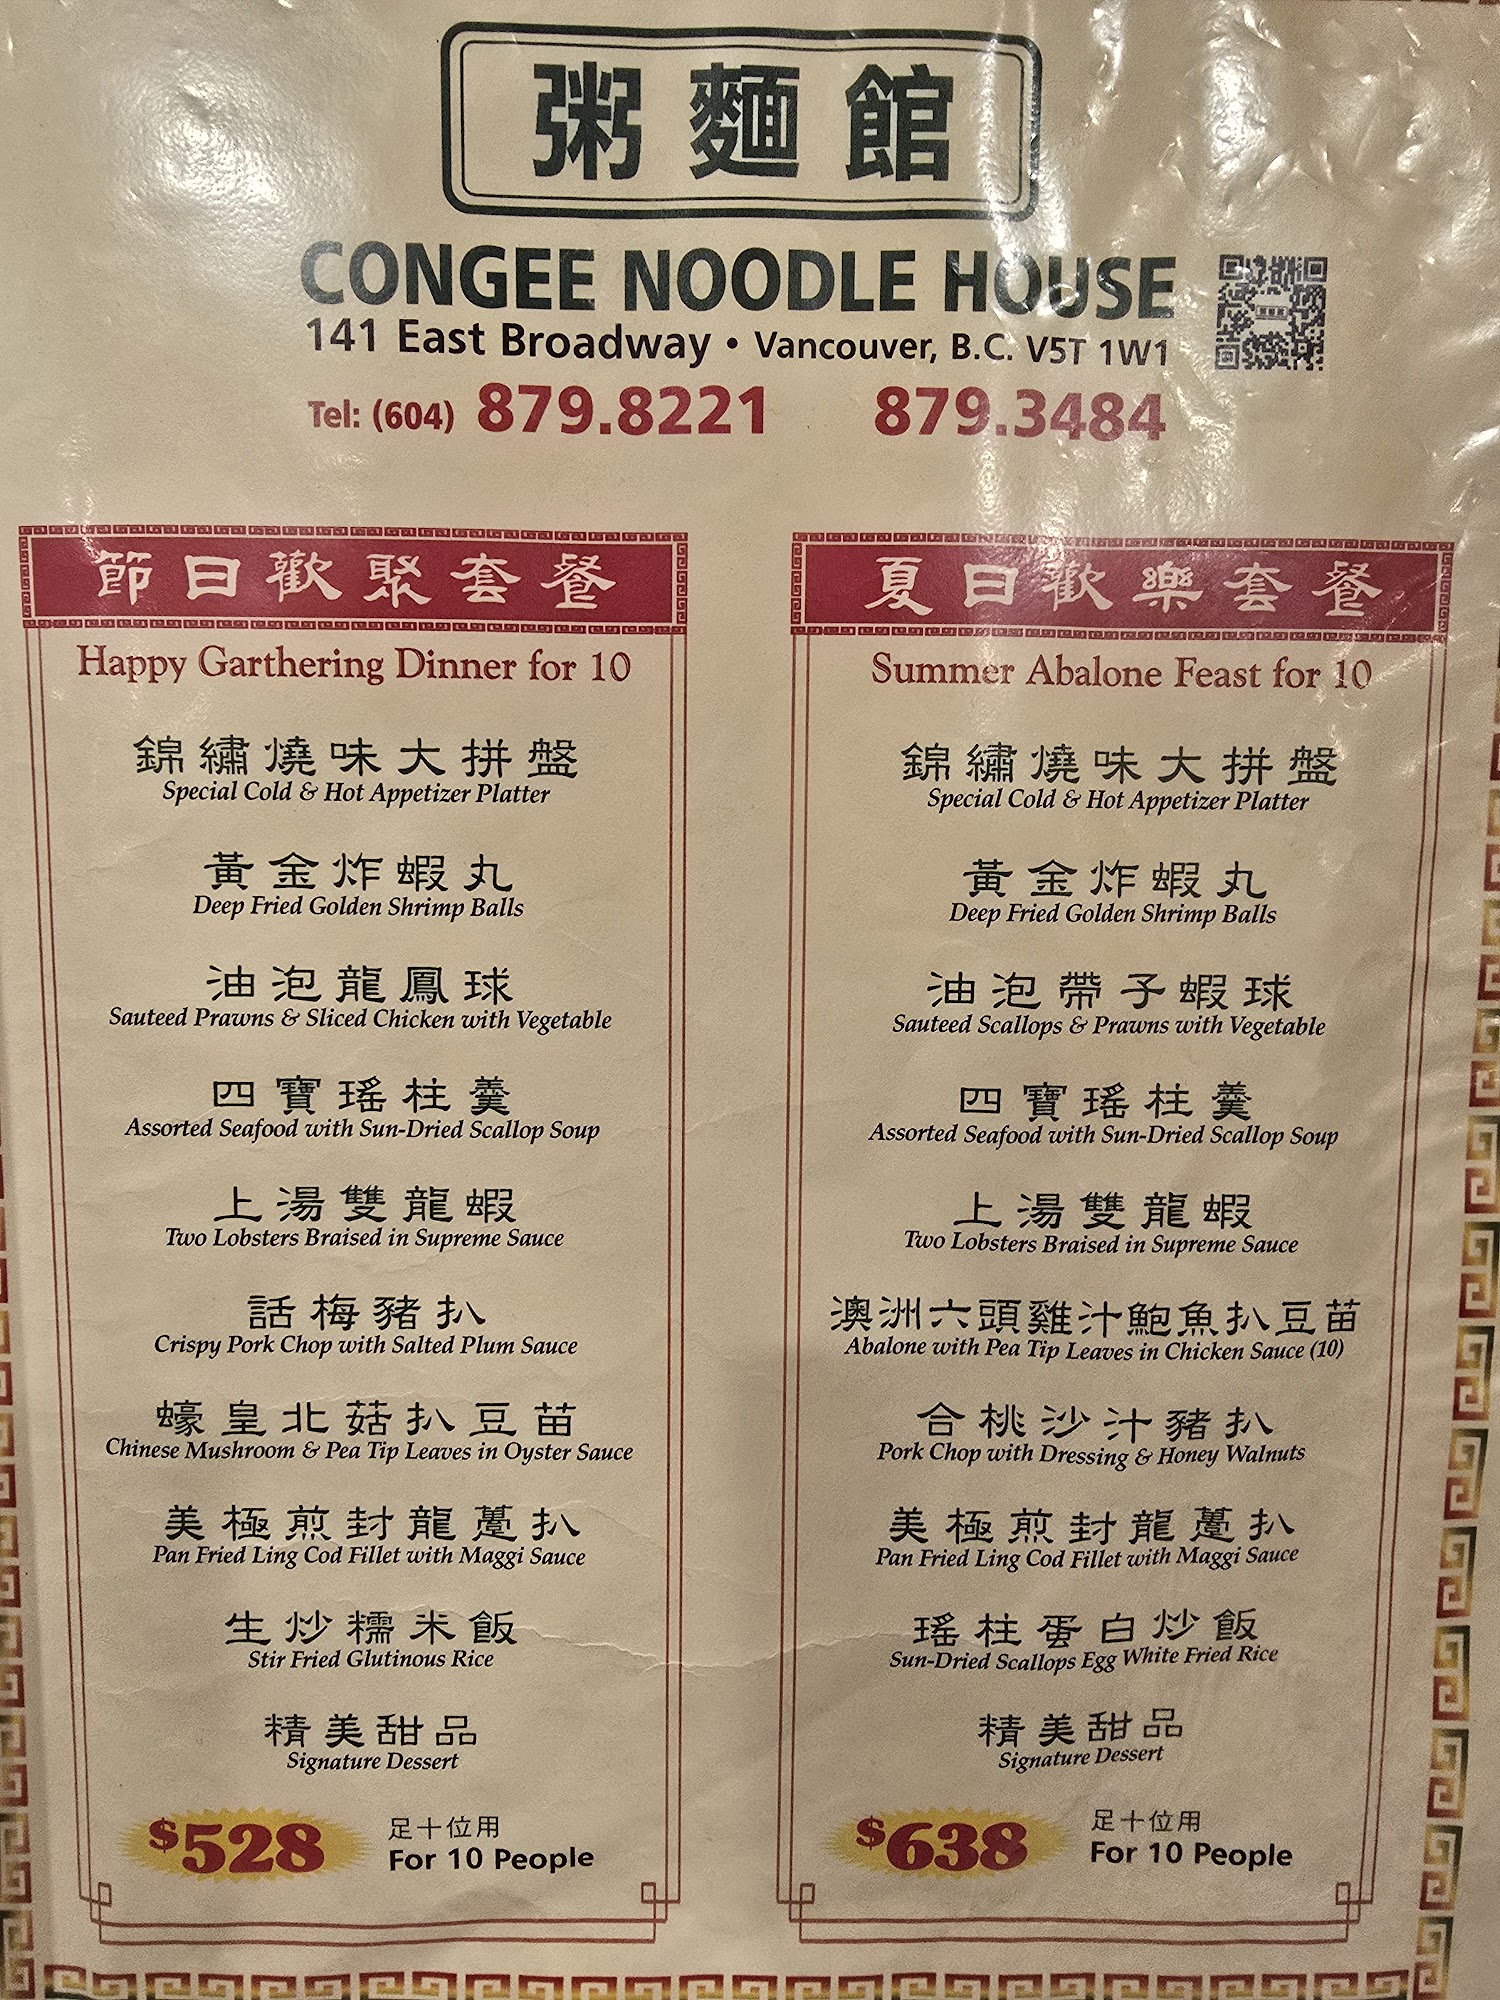 粥麵館
CONGEE NOODLE HOUSE
141 East Broadway • Vancouver, B.C. V5T 1W1
Tel: (604) 879.8221 879.3484
節日歡聚套餐
Happy Garthering Dinner for 10
錦繡燒味大拼盤
Special Cold & Hot Appetizer Platter
黃金炸蝦丸
Deep Fried Golden Shrimp Balls
油泡龍鳳球
Sauteed Prawns & Sliced Chicken with Vegetable
四寶瑤柱羹
Assorted Seafood with Sun-Dried Scallop Soup
上湯雙龍蝦
Two Lobsters Braised in Supreme Sauce
話梅豬扒
Crispy Pork Chop with Salted Plum Sauce
蠔皇北菇扒豆苗
Chinese Mushroom & Pea Tip Leaves in Oyster Sauce
美極煎封龍躉扒
Pan Fried Ling Cod Fillet with Maggi Sauce
生炒糯米飯
Stir Fried Glutinous Rice
精美甜品
Signature Dessert
$528
足十位用
For 10 People
夏日歡樂套餐
Summer Abalone Feast for 10
錦繡燒味大拼盤
Special Cold & Hot Appetizer Platter
黃金炸蝦丸
Deep Fried Golden Shrimp Balls
油泡帶子蝦球
Sauteed Scallops & Prawns with Vegetable
四寶瑤柱羹
Assorted Seafood with Sun-Dried Scallop Soup
上湯雙龍蝦
Two Lobsters Braised in Supreme Sauce
澳洲六頭雞汁鮑魚扒豆苗
Abalone with Pea Tip Leaves in Chicken Sauce (10)
合桃沙汁豬扒
Pork Chop with Dressing & Honey Walnuts
美極煎封龍躉扒
Pan Fried Ling Cod Fillet with Maggi Sauce
瑤柱蛋白炒飯
Sun-Dried Scallops Egg White Fried Rice
精美甜品
Signature Dessert
$638
足十位用
For 10 People